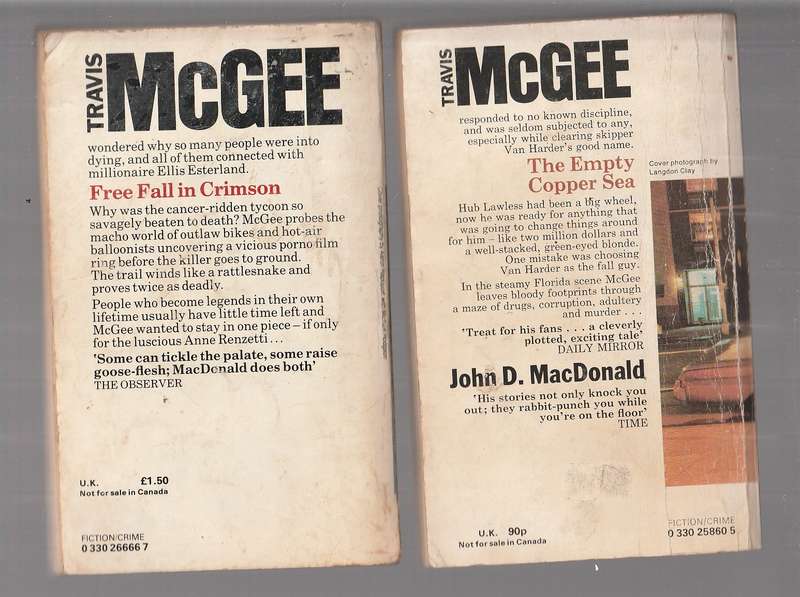 TRAVIS
McGEE
wondered why so many people were into
dying, and all of them connected with
millionaire Ellis Esterland.
Free Fall in Crimson
Why was the cancer-ridden tycoon so
savagely beaten to death? McGee probes the
macho world of outlaw bikes and hot-air
balloonists uncovering a vicious porno film
ring before the killer goes to ground.
The trail winds like a rattlesnake and
proves twice as deadly.
People who become legends in their own
lifetime usually have little time left and
McGee wanted to stay in one piece – if only
for the luscious Anne Renzetti...
'Some can tickle the palate, some raise
goose-flesh; MacDonald does both'
THE OBSERVER
U.K. £1.50
Not for sale in Canada
FICTION/CRIME
0 330 26666 7
TRAVIS
McGEE
responded to no known discipline,
and was seldom subjected to any,
especially while clearing skipper
Van Harder's good name.
The Empty
Copper Sea
Cover photograph by
Langdon Clay
Hub Lawless had been a big wheel,
now he was ready for anything that
was going to change things around
for him – like two million dollars and
a well-stacked, green-eyed blonde.
One mistake was choosing
Van Harder as the fall guy.
In the steamy Florida scene McGee
leaves bloody footprints through
a maze of drugs, corruption, adultery
and murder . . .
'Treat for his fans . . . a cleverly
plotted, exciting tale'
DAILY MIRROR
John D. MacDonald
'His stories not only knock you
out; they rabbit-punch you while
you're on the floor'
TIME
U.K. 90p
Not for sale in Canada
FICTION/CRIME
0 330 25860 5